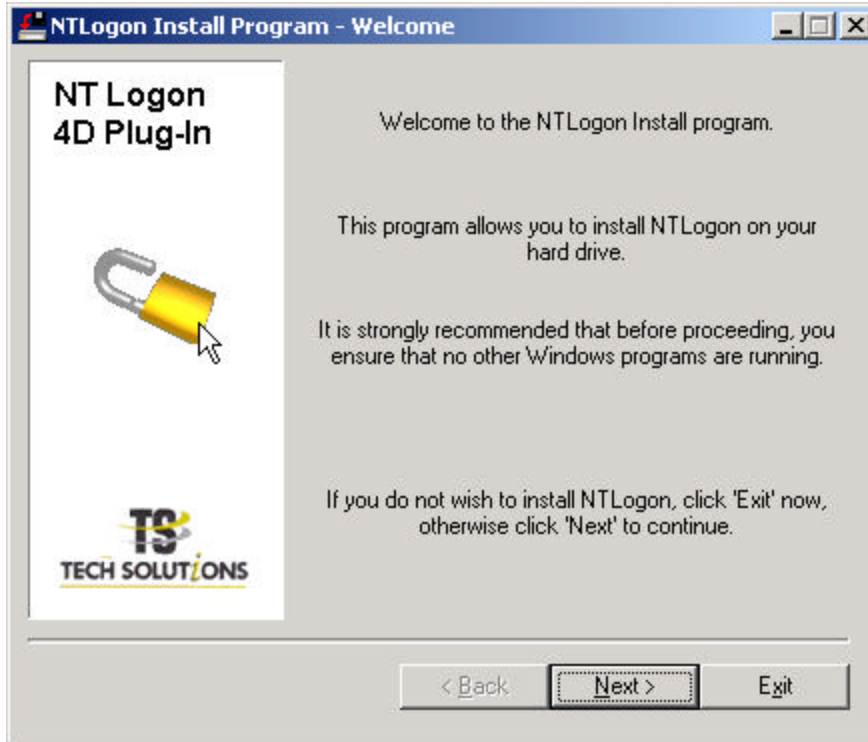 NTLogon Install Program - Welcome
NT Logon
4D Plug-In
Welcome to the NTLogon Install program.
This program allows you to install NTLogon on your
hard drive.
It is strongly recommended that before proceeding, you
ensure that no other Windows programs are running.
If you do not wish to install NTLogon, click 'Exit' now,
otherwise click 'Next' to continue.
TS
TECH SOLUTiONS
< Back
Next >
Exit